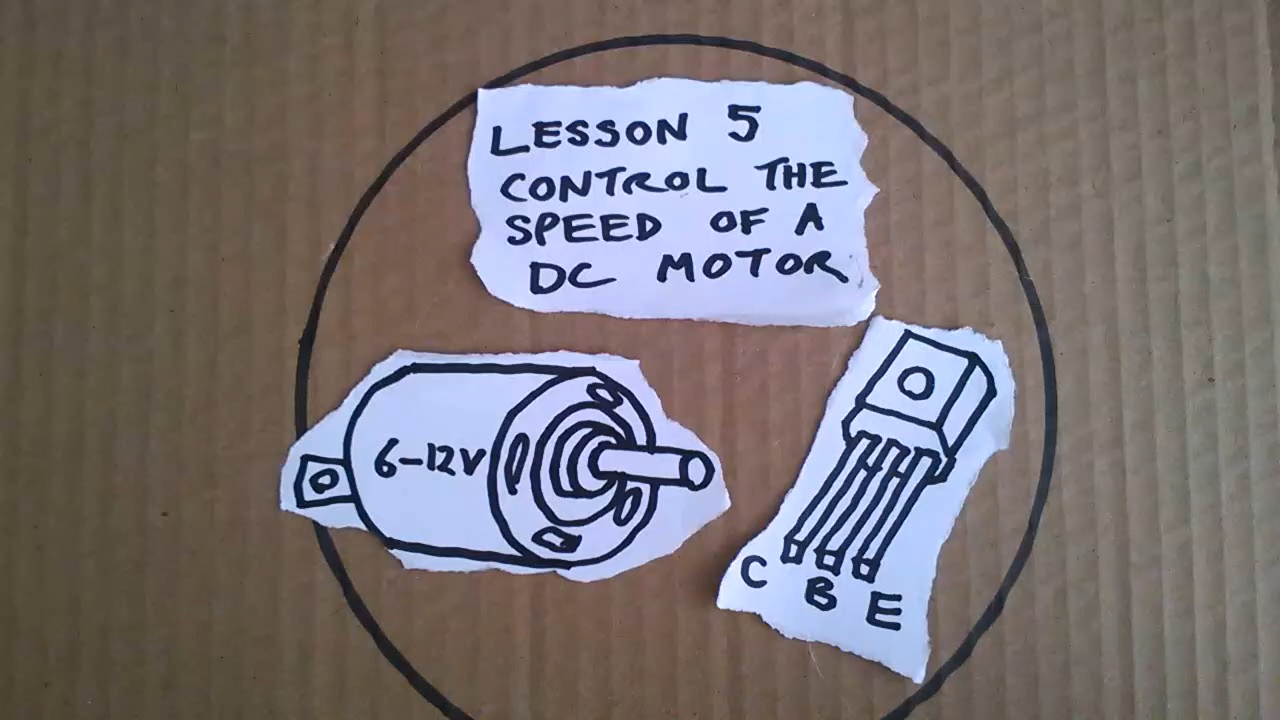 LESSON 5
CONTROL THE
SPEED OF A
DC MOTOR
6-12V
C
B
E